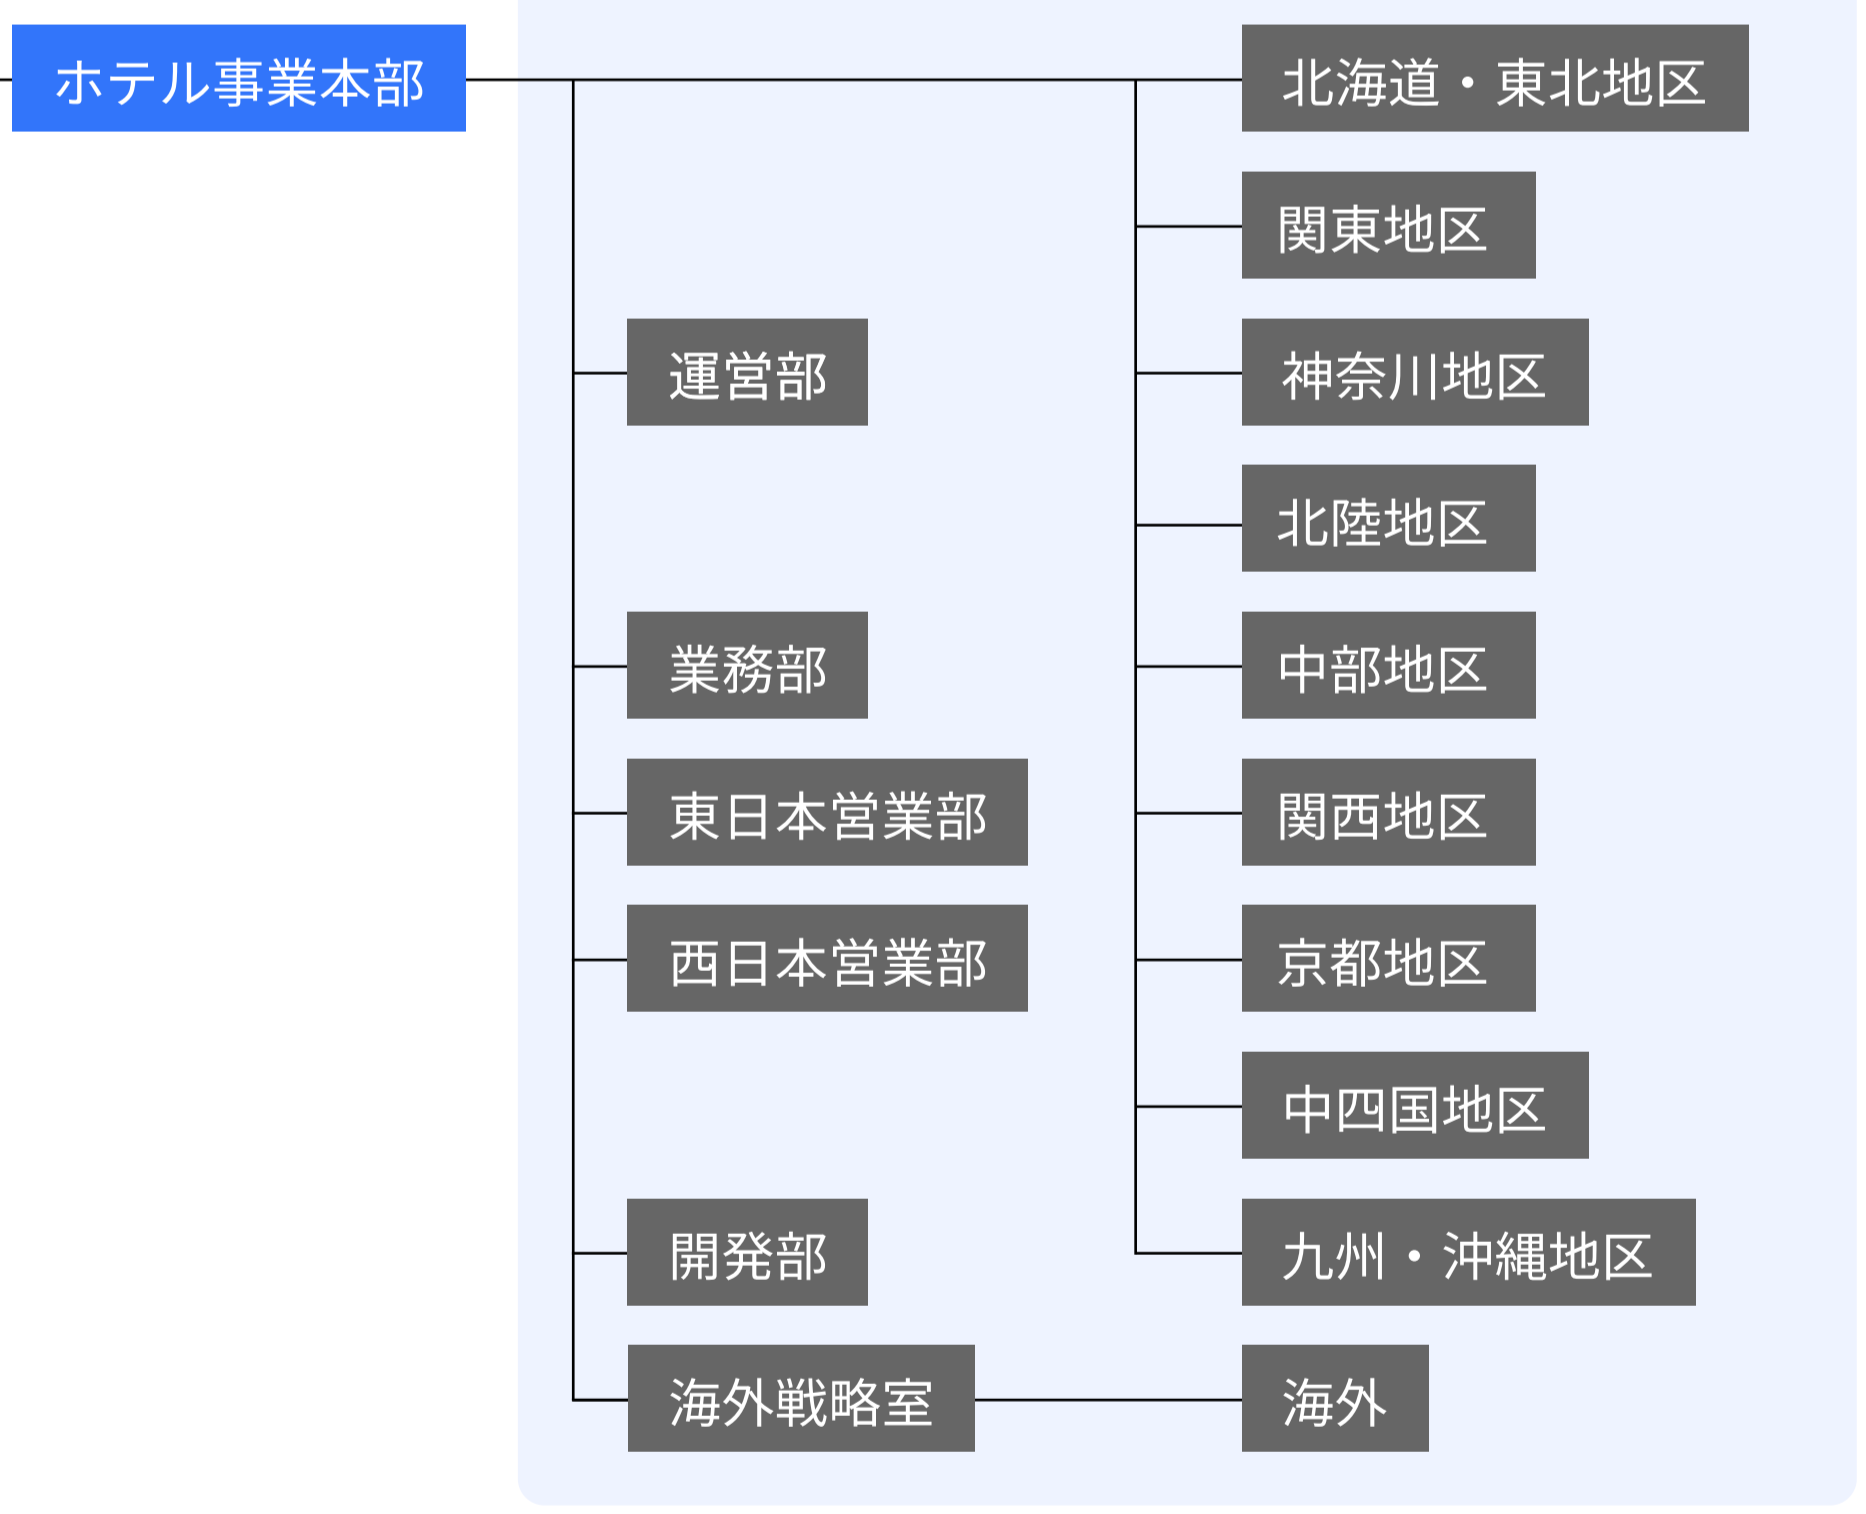 ホテル事業本部
北海道・東北地区
関東地区
運営部
神奈川地区
北陸地区
業務部
中部地区
東日本営業部
関西地区
西日本営業部
京都地区
中四国地区
開発部
九州・沖縄地区
海外戦略室
海外